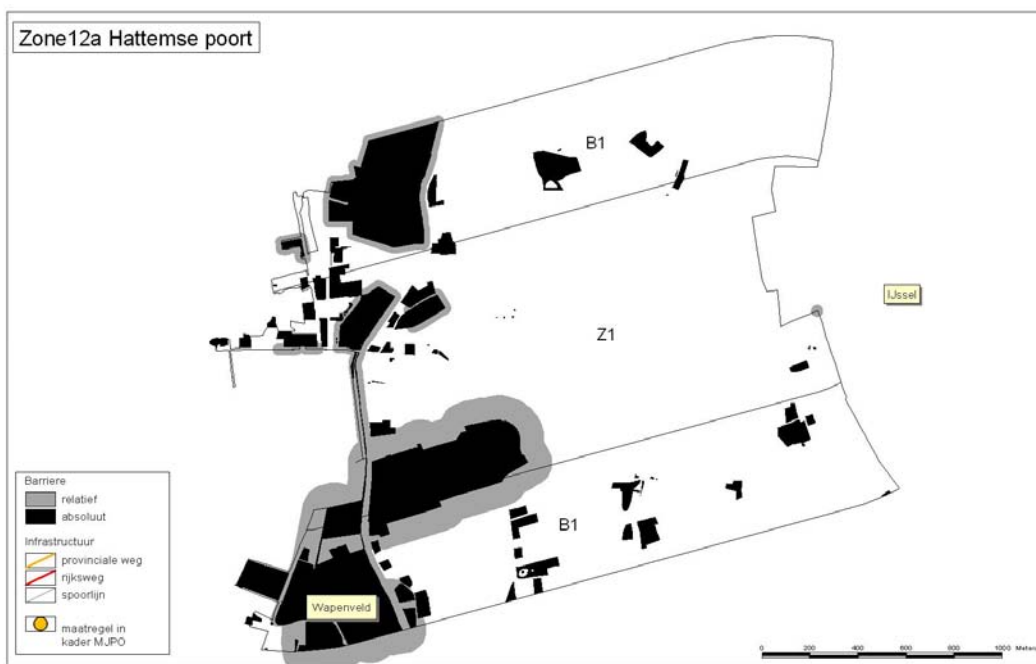 Zone12a Hattemse poort
B1
IJssel
Z1
B1
Wapenveld
Barriere
relatief
absoluut
Infrastructuur
provinciale weg
rijksweg
spoorlijn
maatregel in
kader MJPO
0 200 400 600 800 1000 Meters